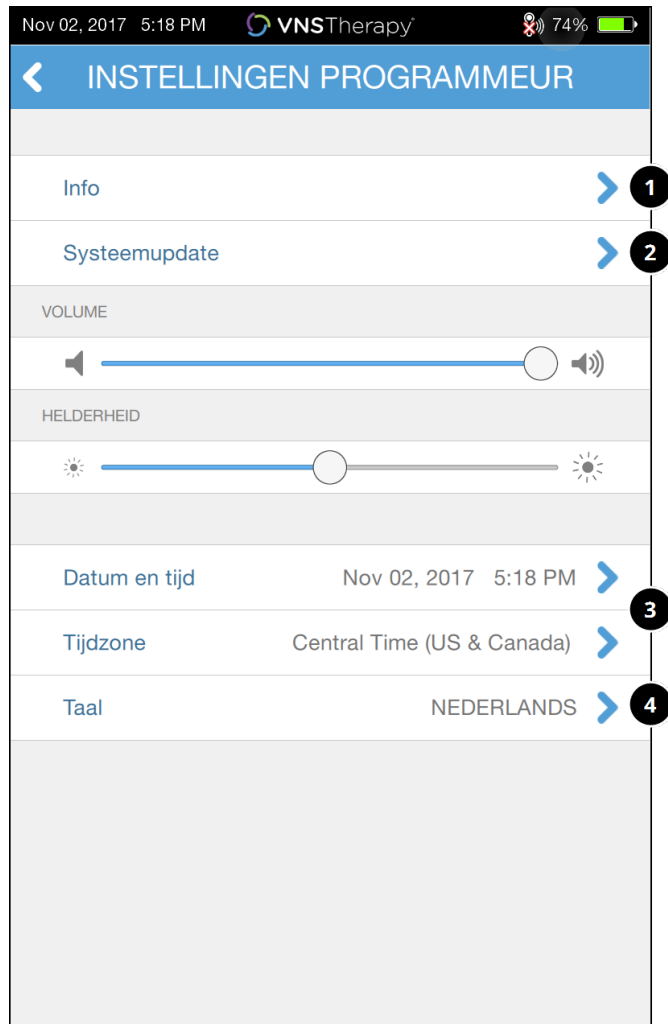 Nov 02, 2017 5:18 PM VNSTherapy 74%
INSTELLINGEN PROGRAMMEUR
Info 1
Systeemupdate 2
VOLUME
HELDERHEID
Datum en tijd Nov 02, 2017 5:18 PM
3
Tijdzone Central Time (US & Canada)
Taal NEDERLANDS 4